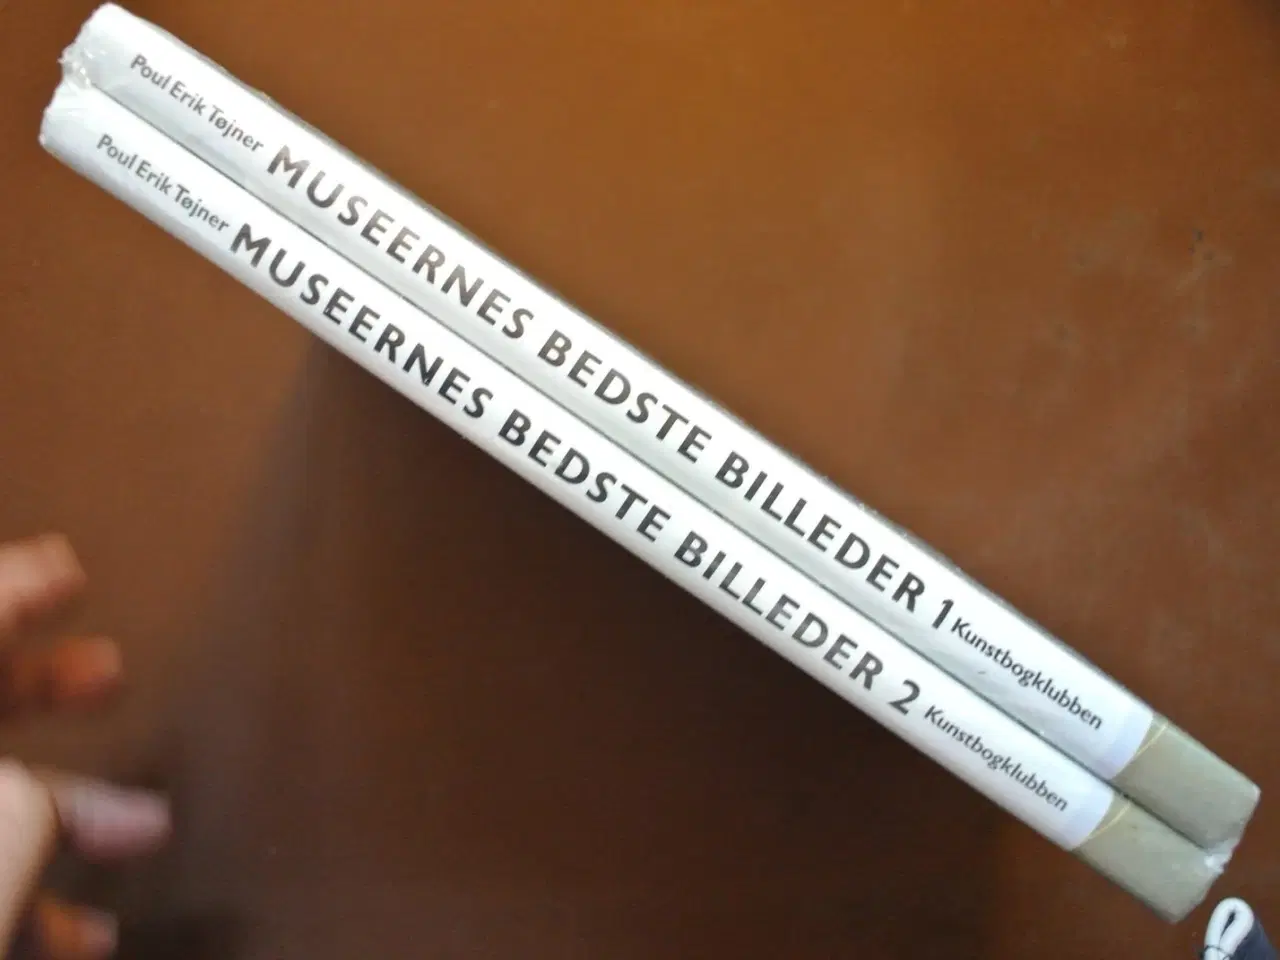 Poul Erik Tøjner MUSEERNES BEDSTE BILLEDER 1 Kunstbogklubben
Poul Erik Tøjner MUSEERNES BEDSTE BILLEDER 2 Kunstbogklubben